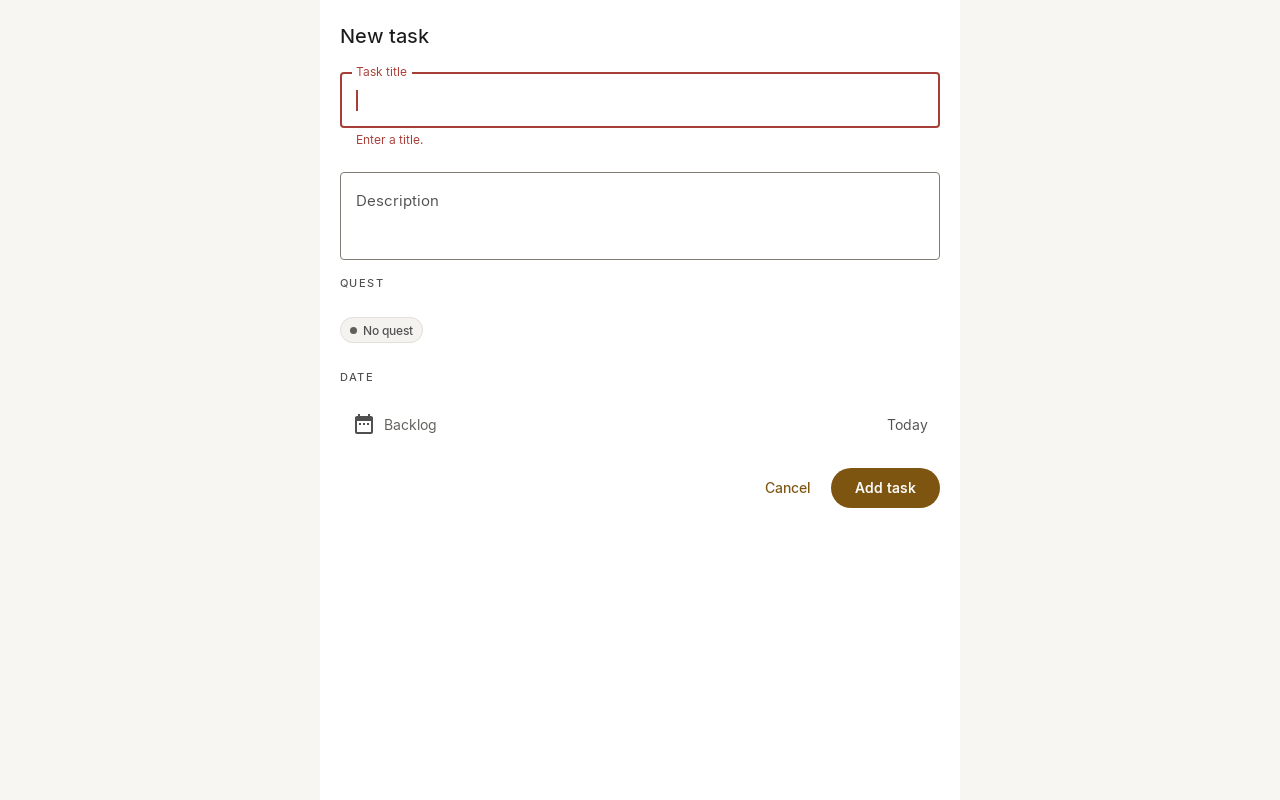 New task
Task title
Enter a title.
Description
QUEST
No quest
DATE
Backlog Today
Cancel Add task